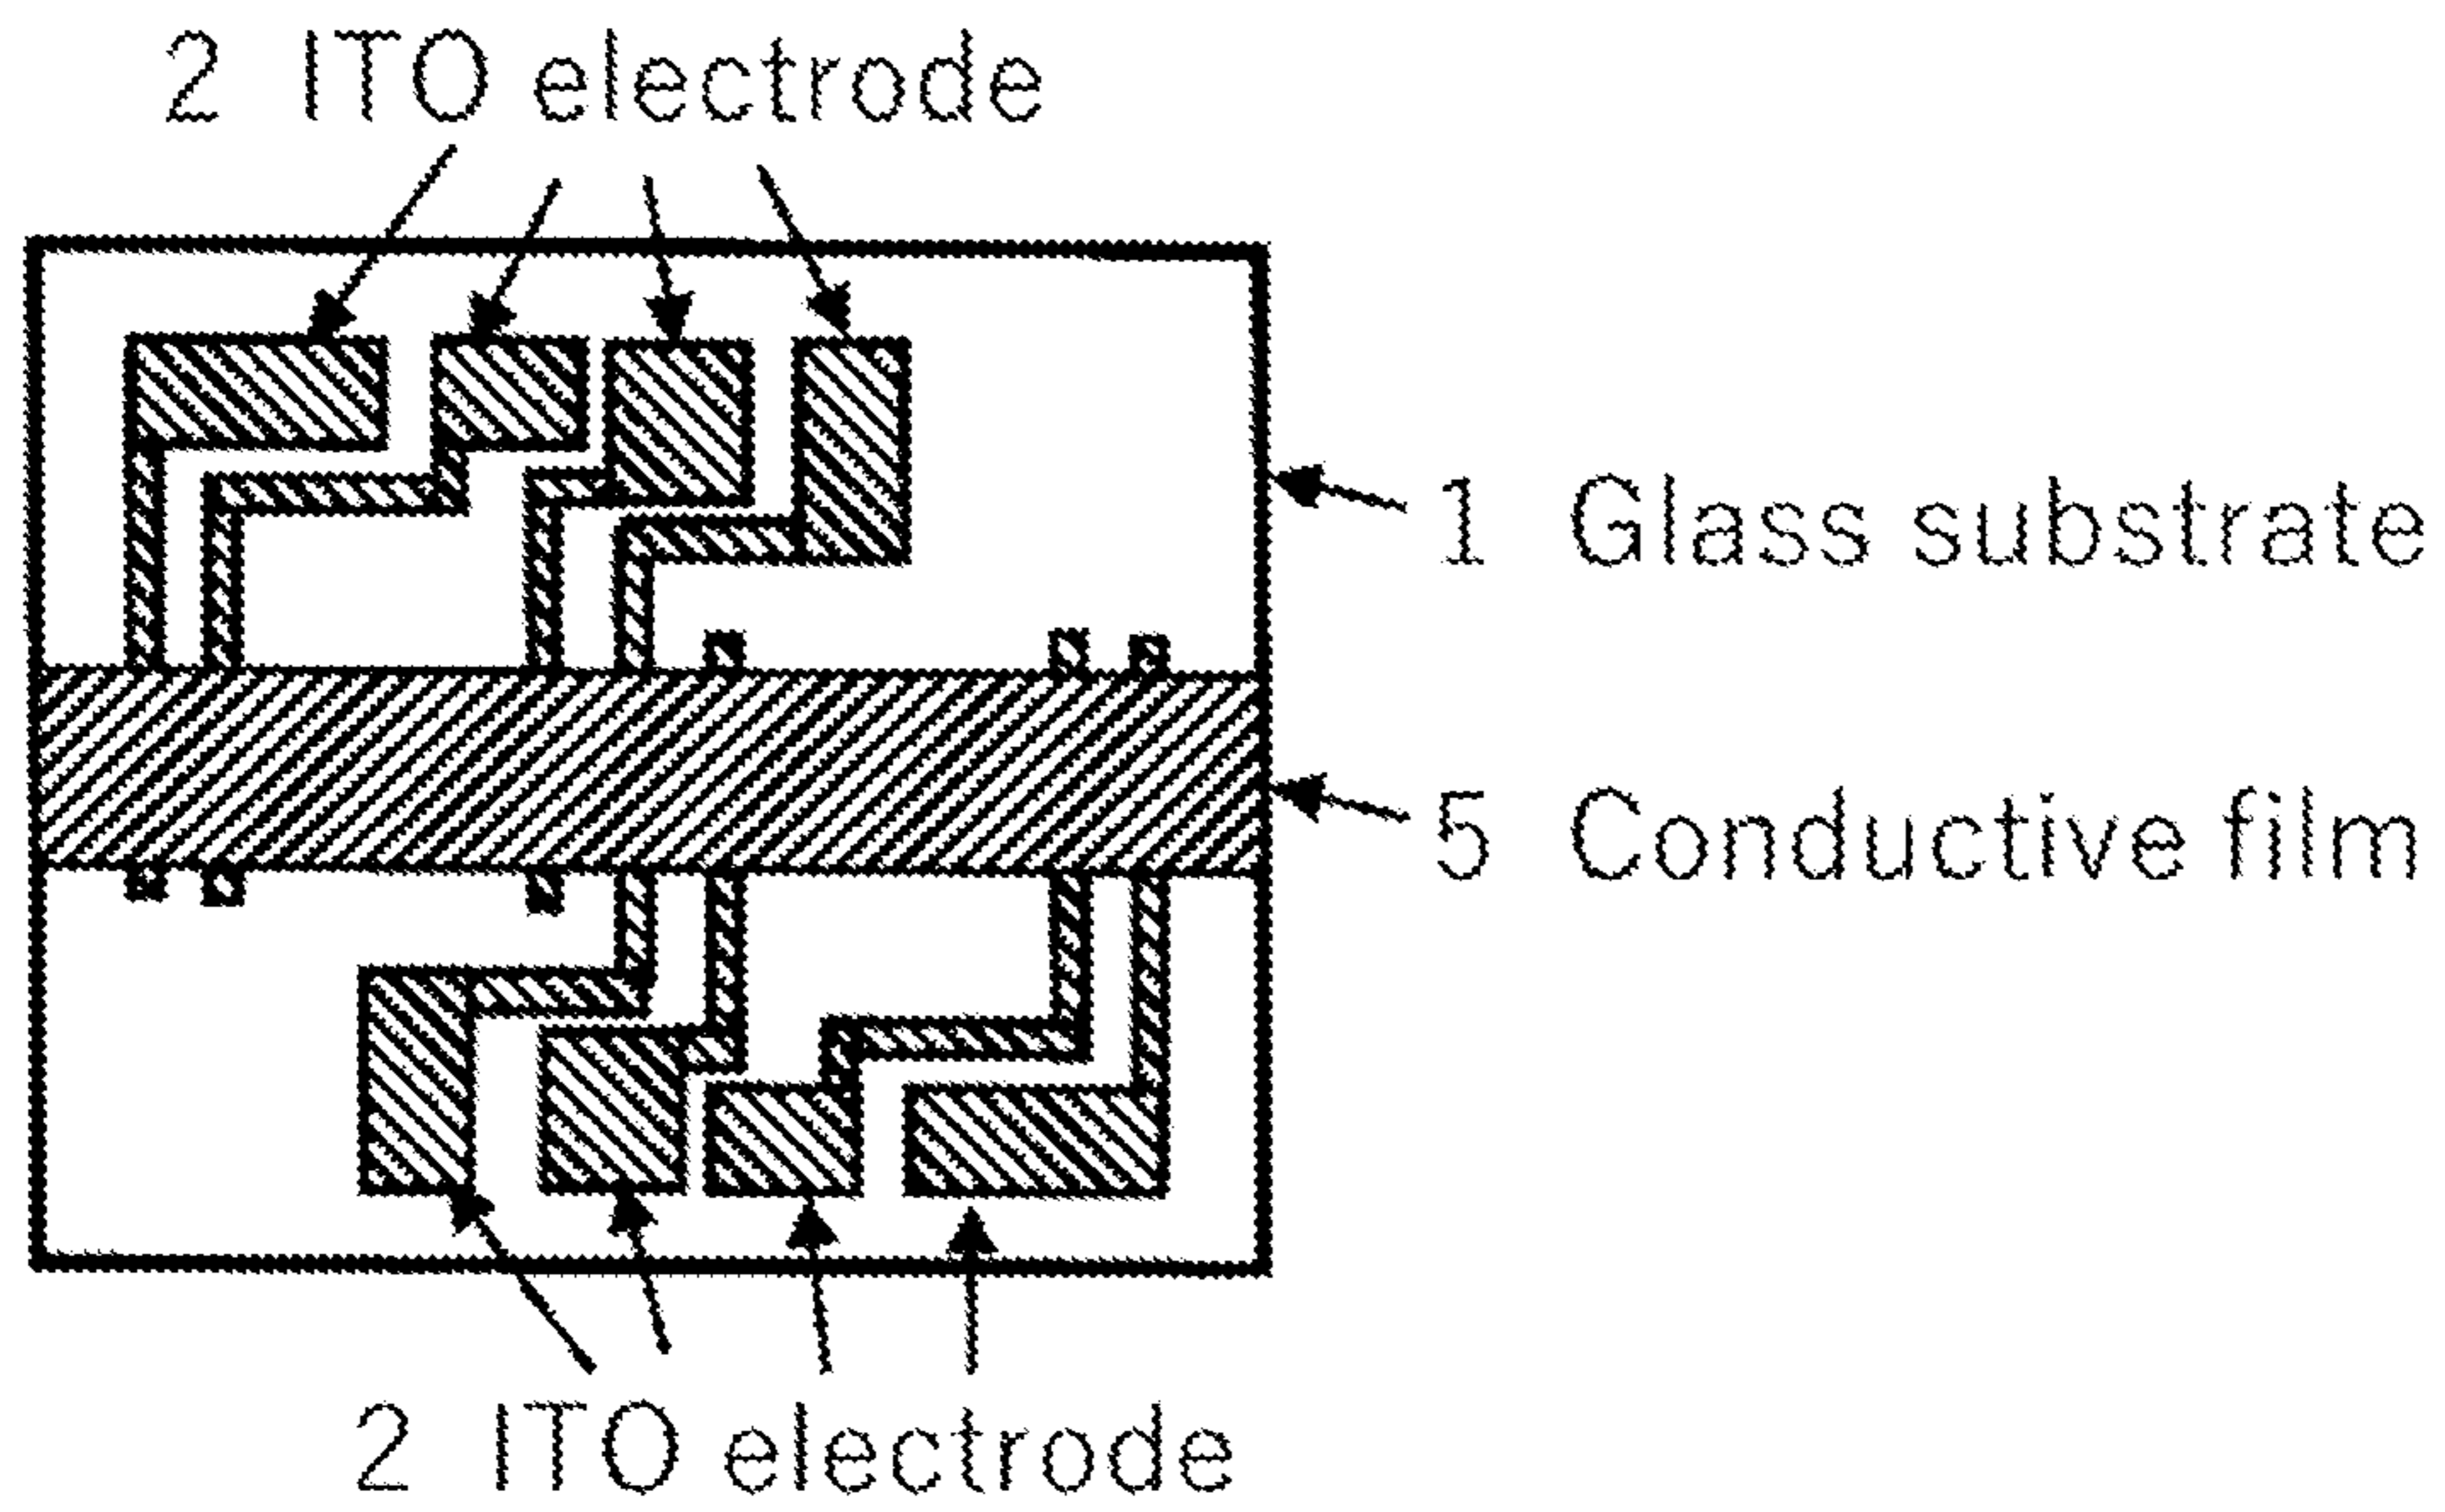 2 ITO electrode
1 Glass substrate
5 Conductive film
2 ITO electrode